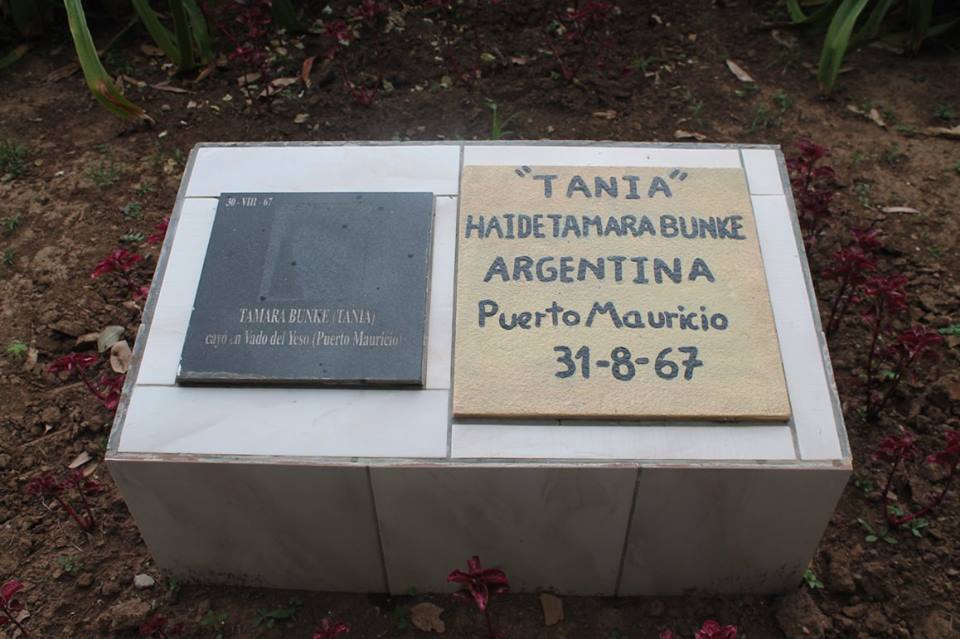 30 - VIII - 67
TAMARA BUNKE (TANIA)
cayó en Vado del Yeso (Puerto Mauricio)
"TANIA"
HAIDETAMARA BUNKE
ARGENTINA
Puerto Mauricio
31-8-67